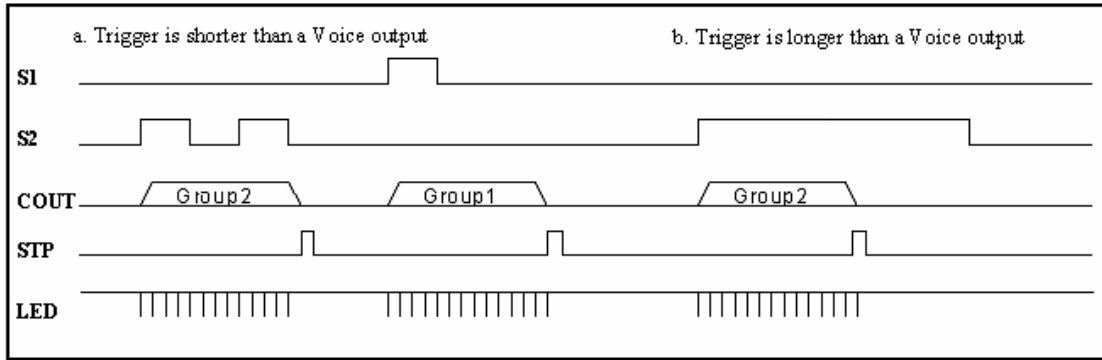 a. Trigger is shorter than a Voice output
b. Trigger is longer than a Voice output
S1
S2
COUT Group2 Group1 Group2
STP
LED